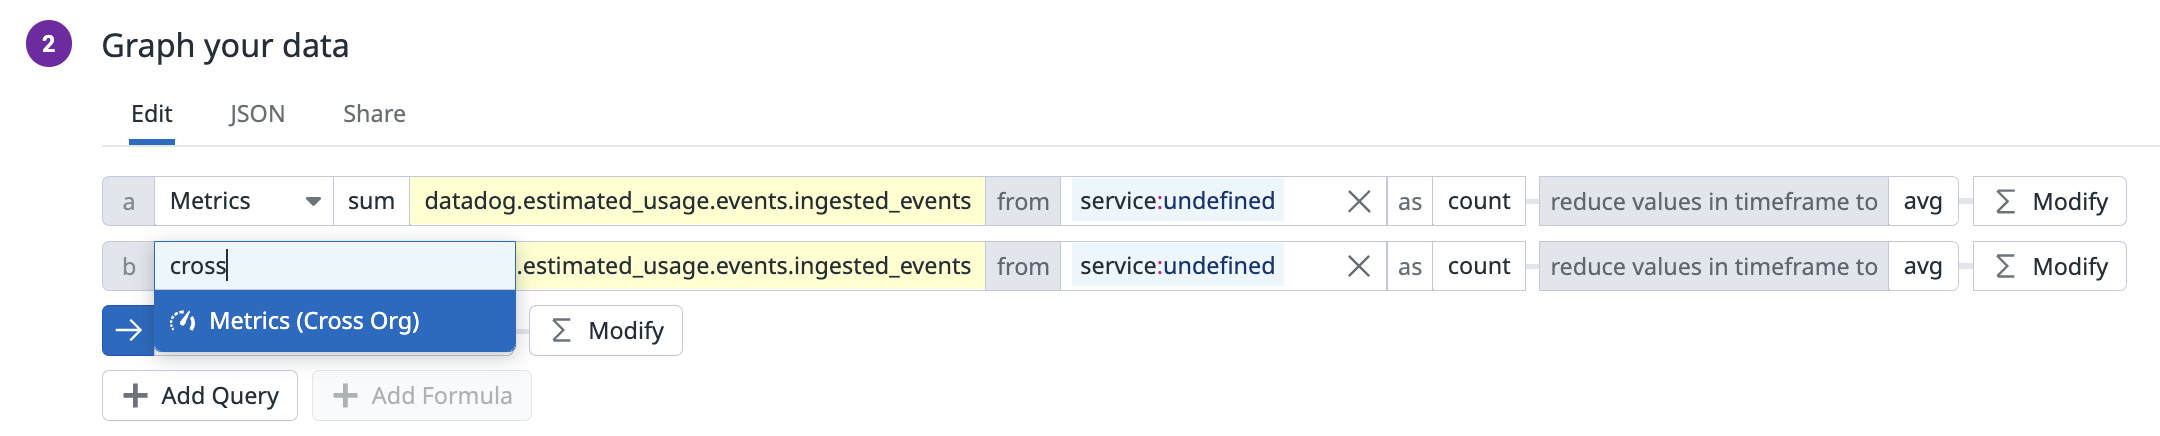 2 Graph your data
Edit JSON Share
a Metrics sum datadog.estimated_usage.events.ingested_events from service:undefined as count reduce values in timeframe to avg Σ Modify
b cross .estimated_usage.events.ingested_events from service:undefined as count reduce values in timeframe to avg Σ Modify
Metrics (Cross Org) Σ Modify
Add Query Add Formula